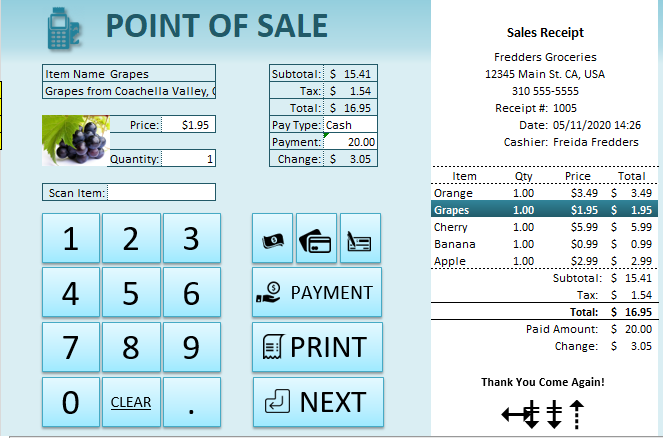 POINT OF SALE
Item Name Grapes
Grapes from Coachella Valley,
Price: $1.95
Quantity: 1
Scan Item:
1 2 3
4 5 6
7 8 9
0 CLEAR .
Subtotal: $ 15.41
Tax: $ 1.54
Total: $ 16.95
Pay Type: Cash
Payment: 20.00
Change: $ 3.05
PAYMENT
PRINT
NEXT
Sales Receipt
Fredders Groceries
12345 Main St. CA, USA
310 555-5555
Receipt #: 1005
Date: 05/11/2020 14:26
Cashier: Freida Fredders
Item Qty Price Total
Orange 1.00 $3.49 $ 3.49
Grapes 1.00 $1.95 $ 1.95
Cherry 1.00 $5.99 $ 5.99
Banana 1.00 $0.99 $ 0.99
Apple 1.00 $2.99 $ 2.99
Subtotal: $ 15.41
Tax: $ 1.54
Total: $ 16.95
Paid Amount: $ 20.00
Change: $ 3.05
Thank You Come Again!